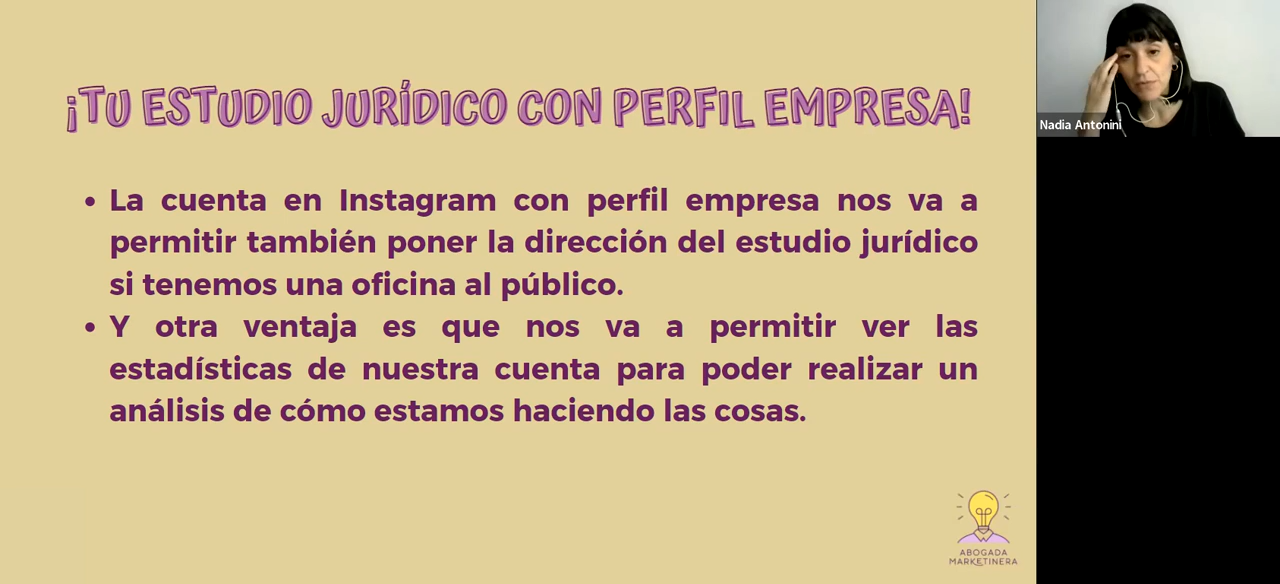 ¡TU ESTUDIO JURÍDICO CON PERFIL EMPRESA!
• La cuenta en Instagram con perfil empresa nos va a
permitir también poner la dirección del estudio jurídico
si tenemos una oficina al público.
• Y otra ventaja es que nos va a permitir ver las
estadísticas de nuestra cuenta para poder realizar un
análisis de cómo estamos haciendo las cosas.
ABOGADA
MARKETINERA
Nadia Antonini